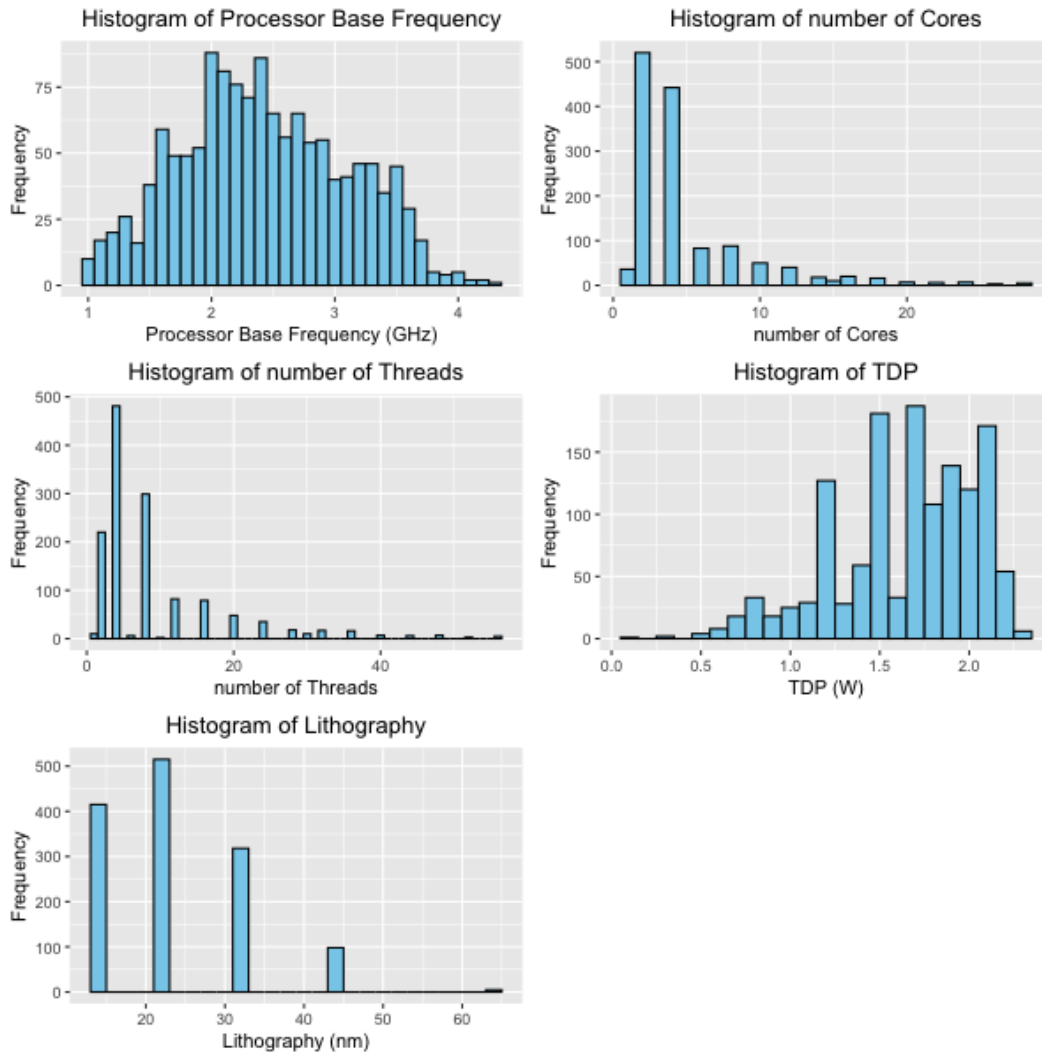 Histogram of Processor Base Frequency
75
50
25
0
Frequency
1 2 3 4
Processor Base Frequency (GHz)
Histogram of number of Cores
500
400
300
200
100
0
Frequency
0 10 20
number of Cores
Histogram of number of Threads
500
400
300
200
100
0
Frequency
0 20 40
number of Threads
Histogram of TDP
150
100
50
0
Frequency
0.0 0.5 1.0 1.5 2.0
TDP (W)
Histogram of Lithography
500
400
300
200
100
0
Frequency
20 30 40 50 60
Lithography (nm)